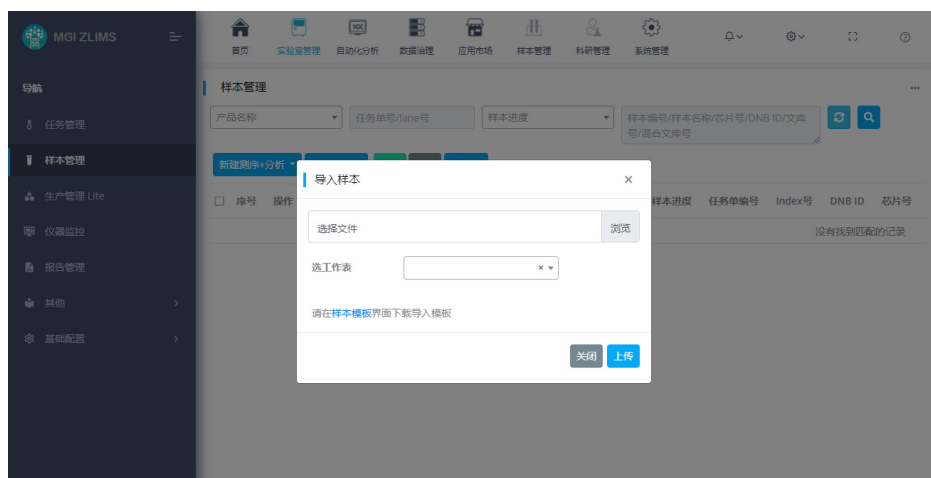 MGI ZLIMS
首页 实验室管理 自动化分析 数据治理 应用市场 样本管理 科研管理 系统管理
导航
任务管理
样本管理
生产管理 Lite
仪器监控
报告管理
其他
基础配置
样本管理
产品名称 任务单号/lane号 样本进度 样本编号/样本名称/芯片号/DNB ID/文库
号/混合文库号
新建测序+分析
序号 操作 样本进度 任务单编号 Index号 DNB ID 芯片号
没有找到匹配的记录
导入样本
选择文件 浏览
选工作表
请在样本模板界面下载导入模板
关闭 上传